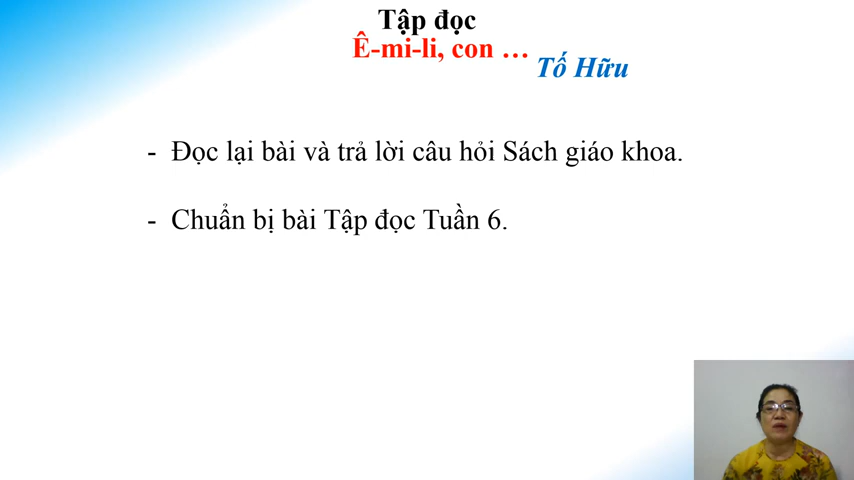 Tập đọc
Ê-mi-li, con …
Tố Hữu
- Đọc lại bài và trả lời câu hỏi Sách giáo khoa.
- Chuẩn bị bài Tập đọc Tuần 6.